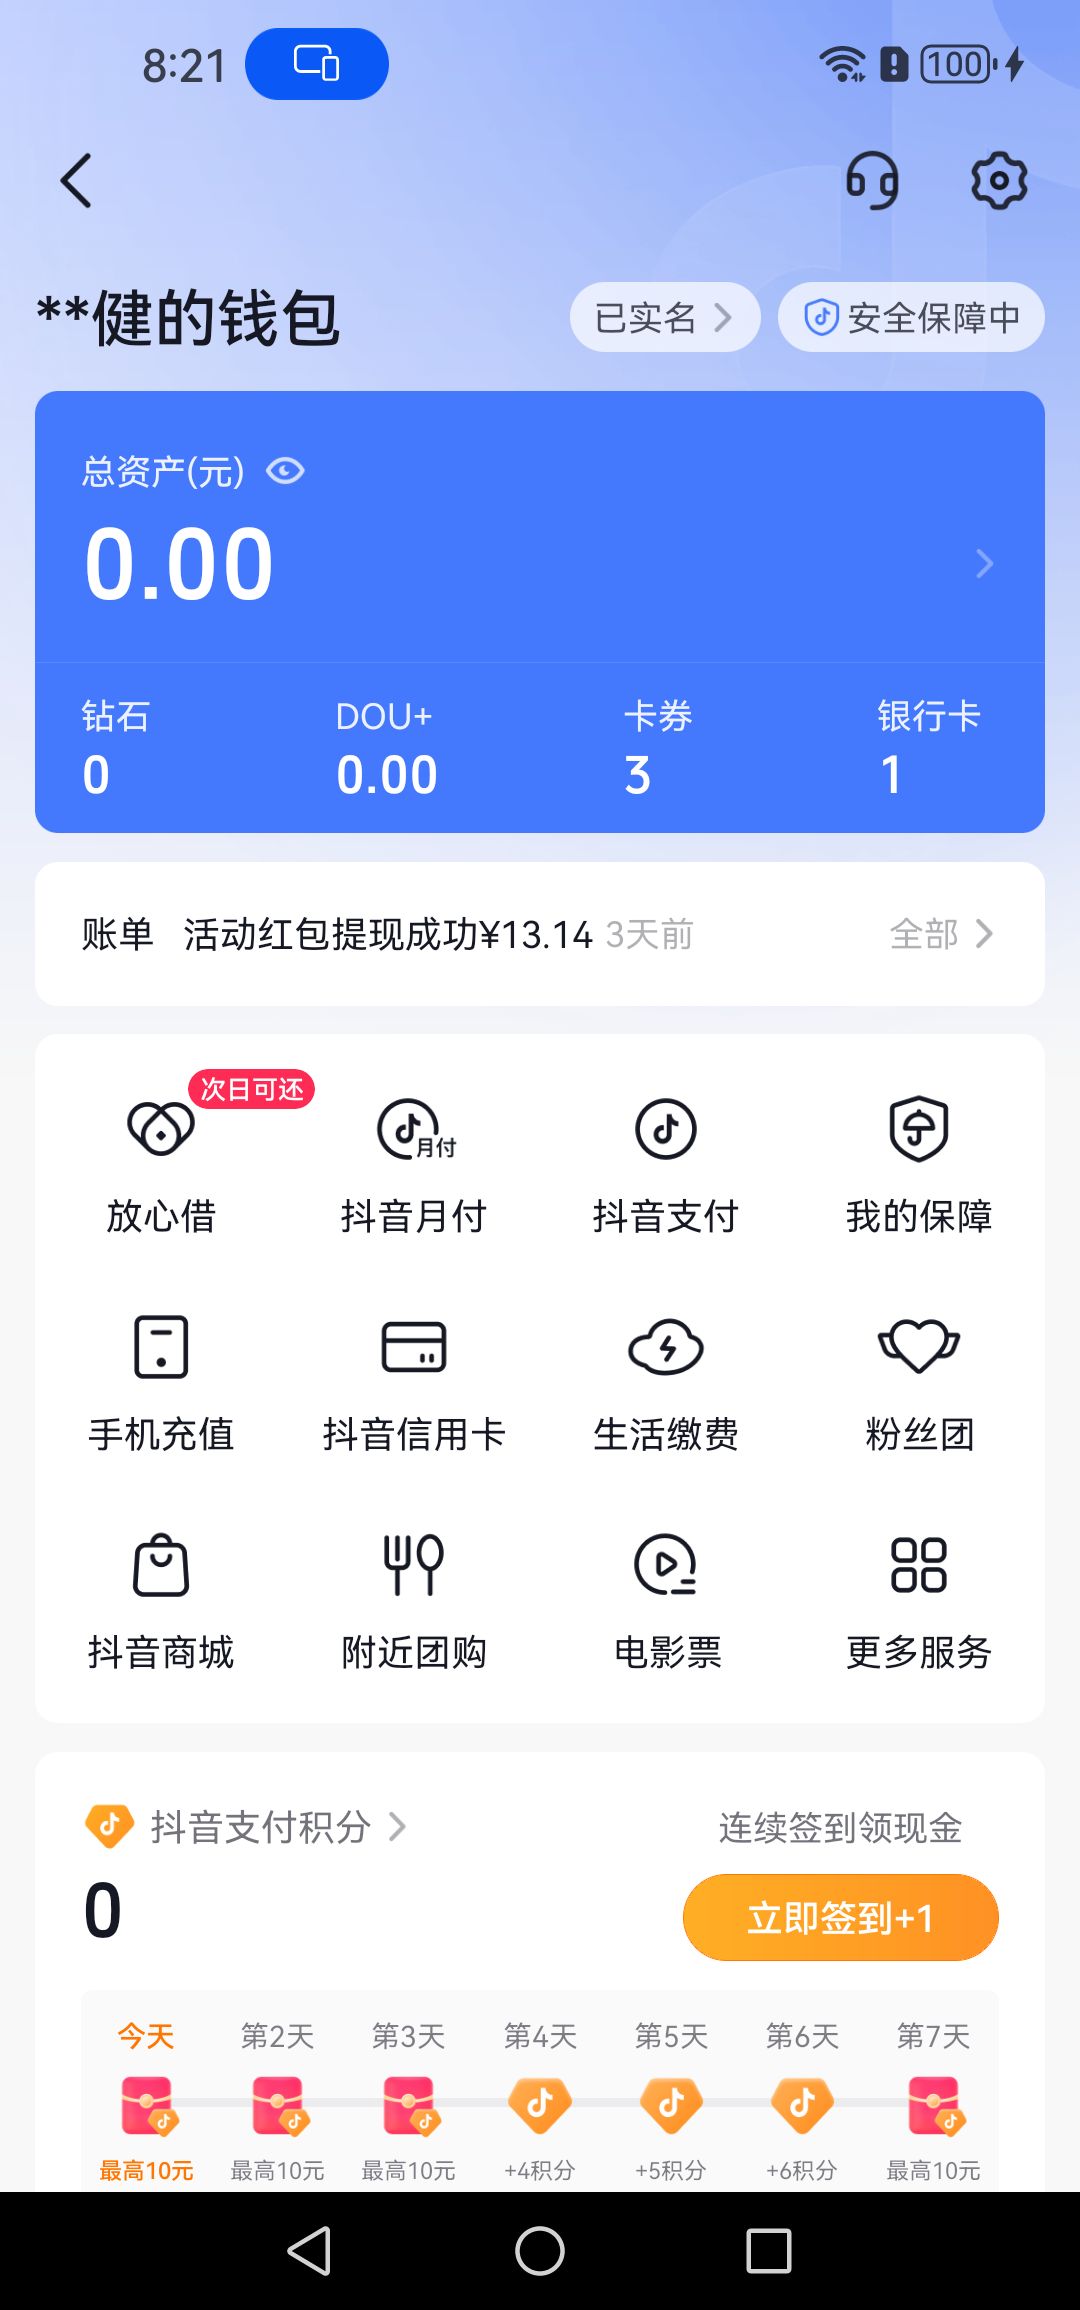 8:21
100
**健的钱包
已实名
安全保障中
总资产(元)
0.00
钻石 DOU+ 卡券 银行卡
0 0.00 3 1
账单 活动红包提现成功¥13.14 3天前 全部
次日可还
月付
放心借 抖音月付 抖音支付 我的保障
手机充值 抖音信用卡 生活缴费 粉丝团
抖音商城 附近团购 电影票 更多服务
抖音支付积分 连续签到领现金
0
立即签到+1
今天 第2天 第3天 第4天 第5天 第6天 第7天
最高10元 最高10元 最高10元 +4积分 +5积分 +6积分 最高10元